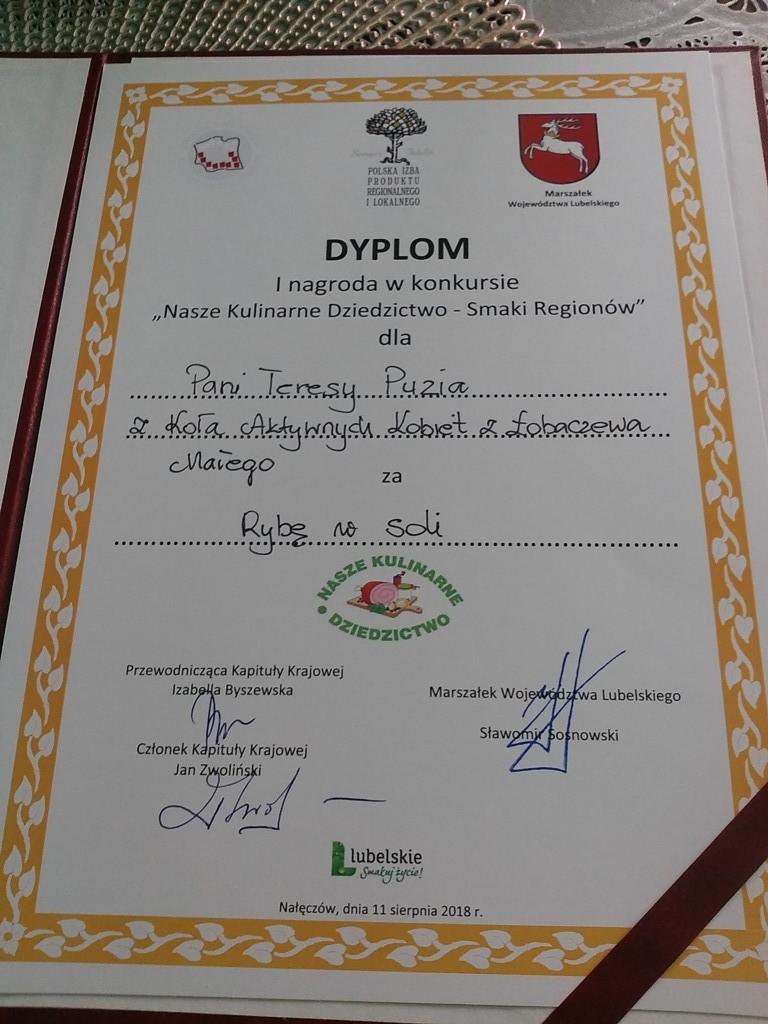 POLSKA IZBA
PRODUKTU
REGIONALNEGO
I LOKALNEGO
Marszałek
Województwa Lubelskiego
DYPLOM
I nagroda w konkursie
„Nasze Kulinarne Dziedzictwo - Smaki Regionów”
dla
Pani Teresy Puzia
z Koła Aktywnych Kobiet z Łobaczewa
Małego
za
Rybę w soli
NASZE KULINARNE
DZIEDZICTWO
Przewodnicząca Kapituły Krajowej
Izabella Byszewska
Marszałek Województwa Lubelskiego
Sławomir Sosnowski
Członek Kapituły Krajowej
Jan Zwoliński
lubelskie
Smakuj życie!
Nałęczów, dnia 11 sierpnia 2018 r.